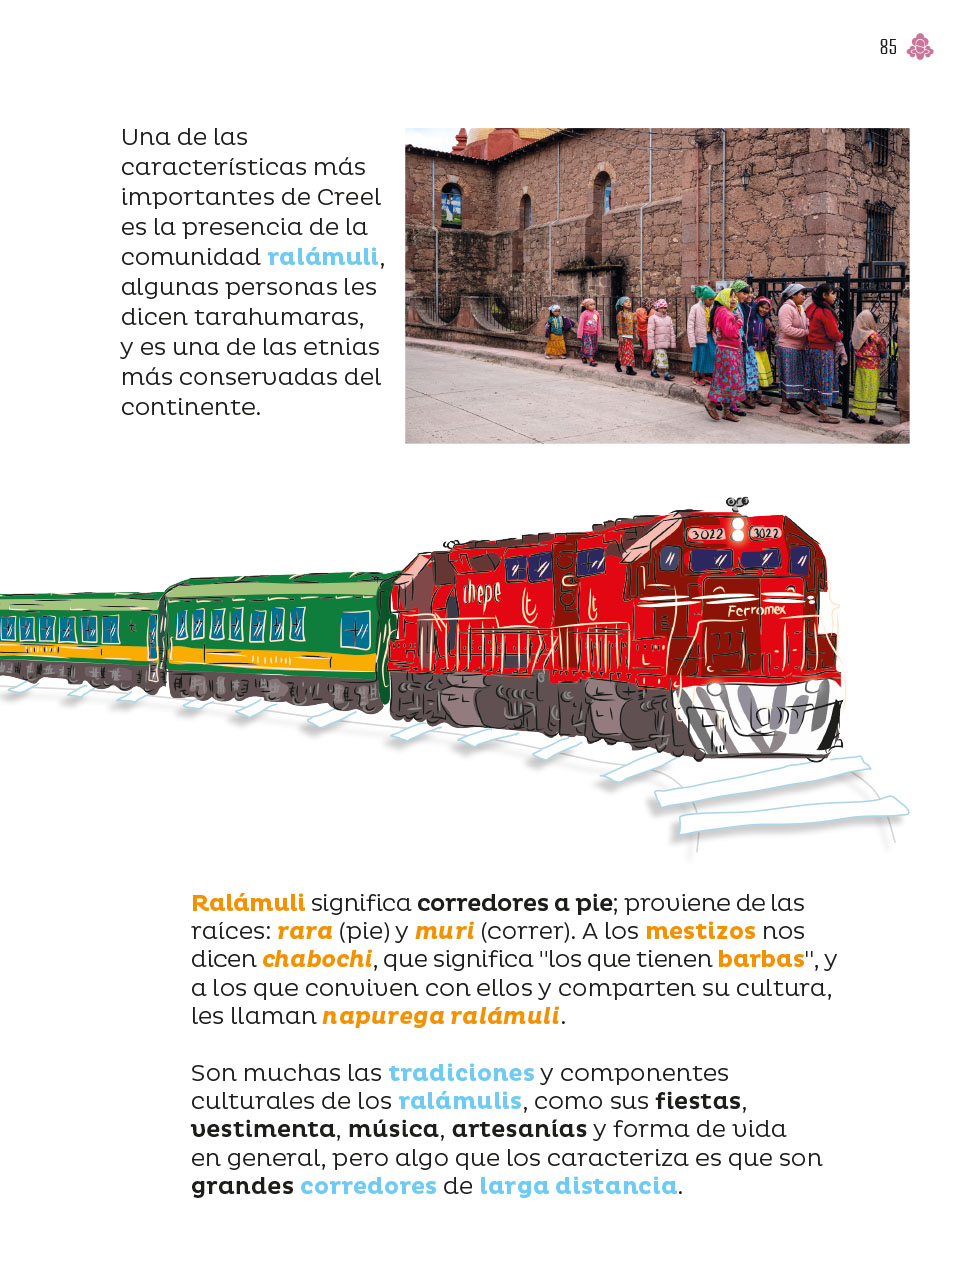 85
Una de las
características más
importantes de Creel
es la presencia de la
comunidad ralámuli,
algunas personas les
dicen tarahumaras,
y es una de las etnias
más conservadas del
continente.
3022
3022
chepe
Ferromex
Ralámuli significa corredores a pie; proviene de las
raíces: rara (pie) y muri (correr). A los mestizos nos
dicen chabochi, que significa "los que tienen barbas", y
a los que conviven con ellos y comparten su cultura,
les llaman napurega ralámuli.
Son muchas las tradiciones y componentes
culturales de los ralámulis, como sus fiestas,
vestimenta, música, artesanías y forma de vida
en general, pero algo que los caracteriza es que son
grandes corredores de larga distancia.